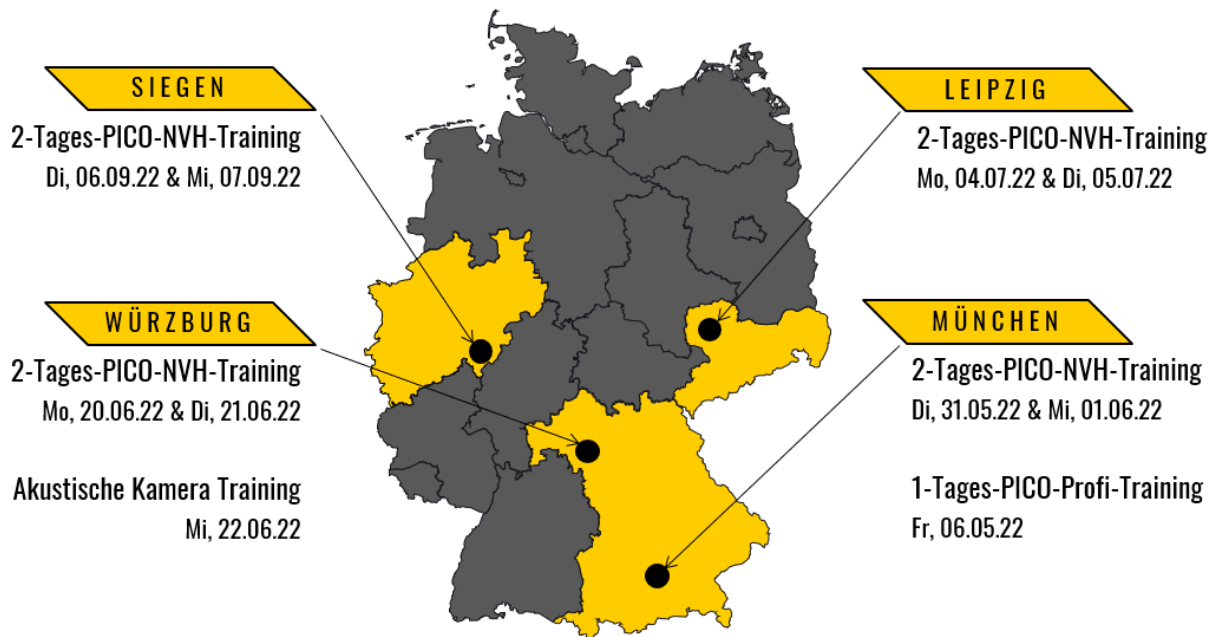 SIEGEN
2-Tages-PICO-NVH-Training
Di, 06.09.22 & Mi, 07.09.22
WÜRZBURG
2-Tages-PICO-NVH-Training
Mo, 20.06.22 & Di, 21.06.22
Akustische Kamera Training
Mi, 22.06.22
LEIPZIG
2-Tages-PICO-NVH-Training
Mo, 04.07.22 & Di, 05.07.22
MÜNCHEN
2-Tages-PICO-NVH-Training
Di, 31.05.22 & Mi, 01.06.22
1-Tages-PICO-Profi-Training
Fr, 06.05.22